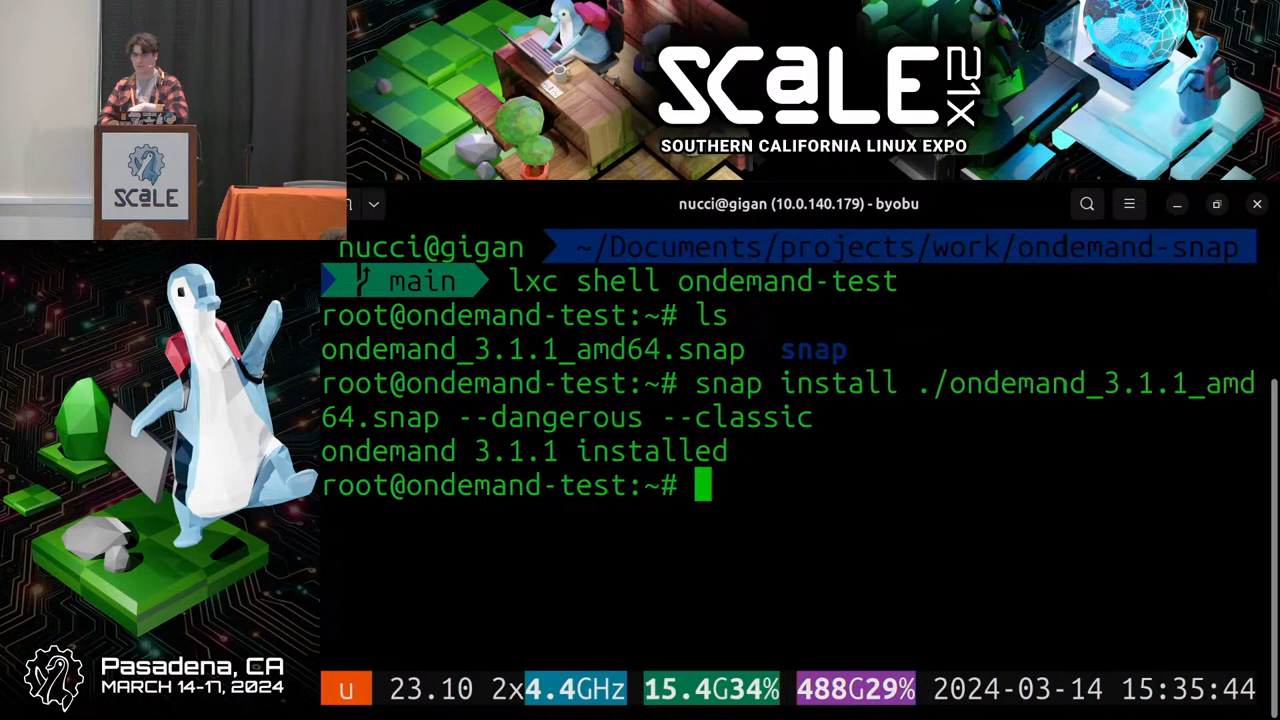 SCALE 21X
SOUTHERN CALIFORNIA LINUX EXPO
SCALE
nucci@gigan (10.0.140.179) - byobu
nucci@gigan ~/Documents/projects/work/ondemand-snap
main lxc shell ondemand-test
root@ondemand-test:~# ls
ondemand_3.1.1_amd64.snap snap
root@ondemand-test:~# snap install ./ondemand_3.1.1_amd
64.snap --dangerous --classic
ondemand 3.1.1 installed
root@ondemand-test:~#
Pasadena, CA
MARCH 14-17, 2024
u 23.10 2x4.4GHz 15.4G34% 488G29% 2024-03-14 15:35:44